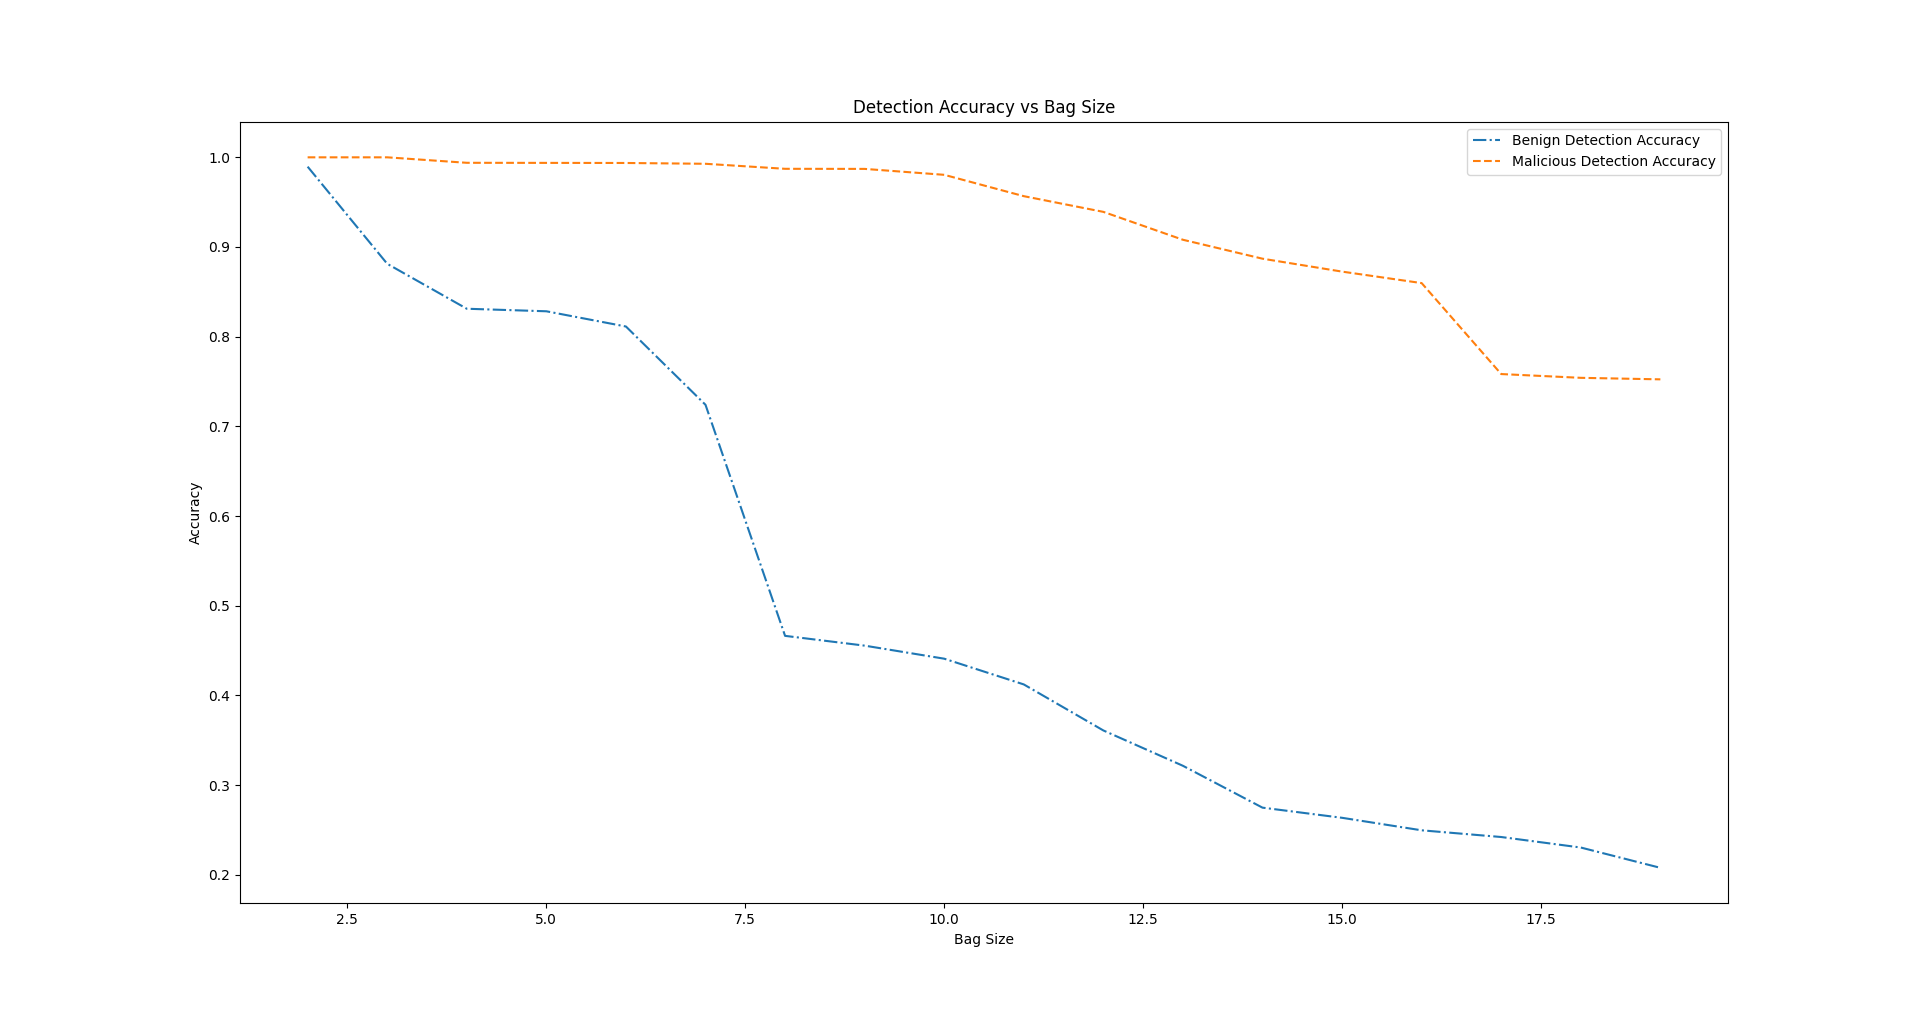 Detection Accuracy vs Bag Size
Benign Detection Accuracy
Malicious Detection Accuracy
1.0
0.9
0.8
0.7
0.6
0.5
0.4
0.3
0.2
Accuracy
2.5 5.0 7.5 10.0 12.5 15.0 17.5
Bag Size